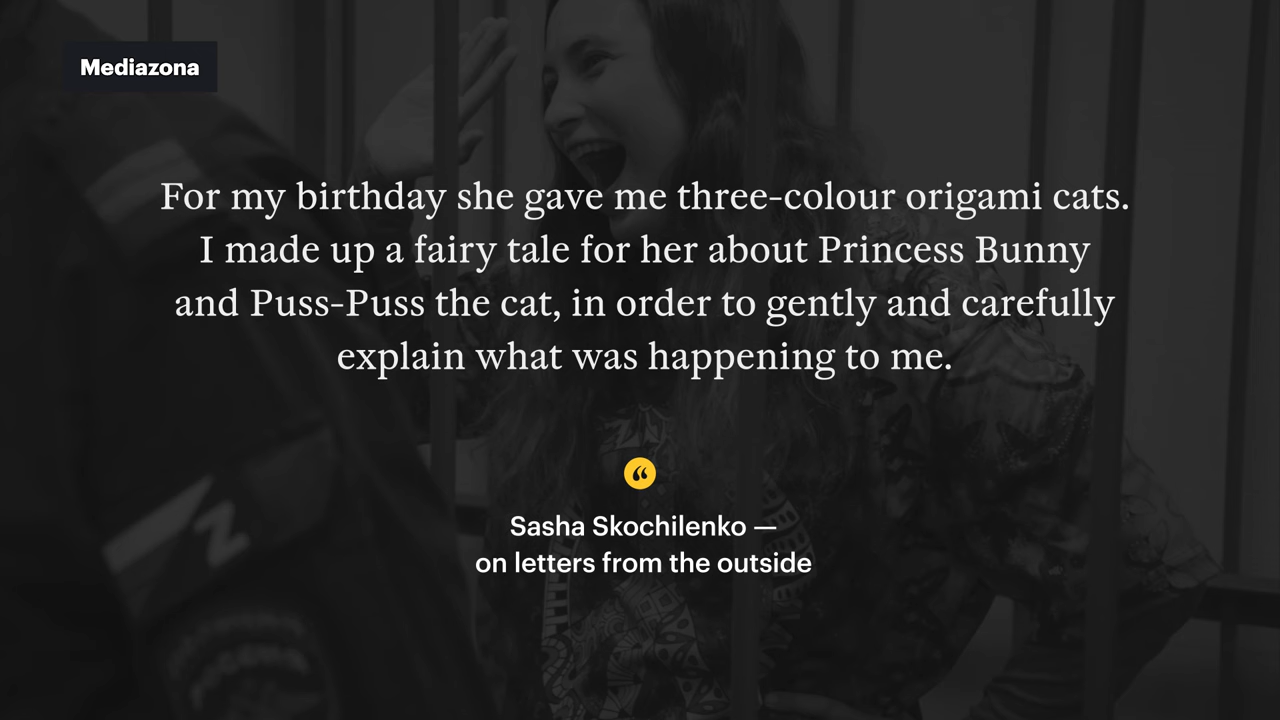 Mediazona
For my birthday she gave me three-colour origami cats.
I made up a fairy tale for her about Princess Bunny
and Puss-Puss the cat, in order to gently and carefully
explain what was happening to me.
Sasha Skochilenko —
on letters from the outside